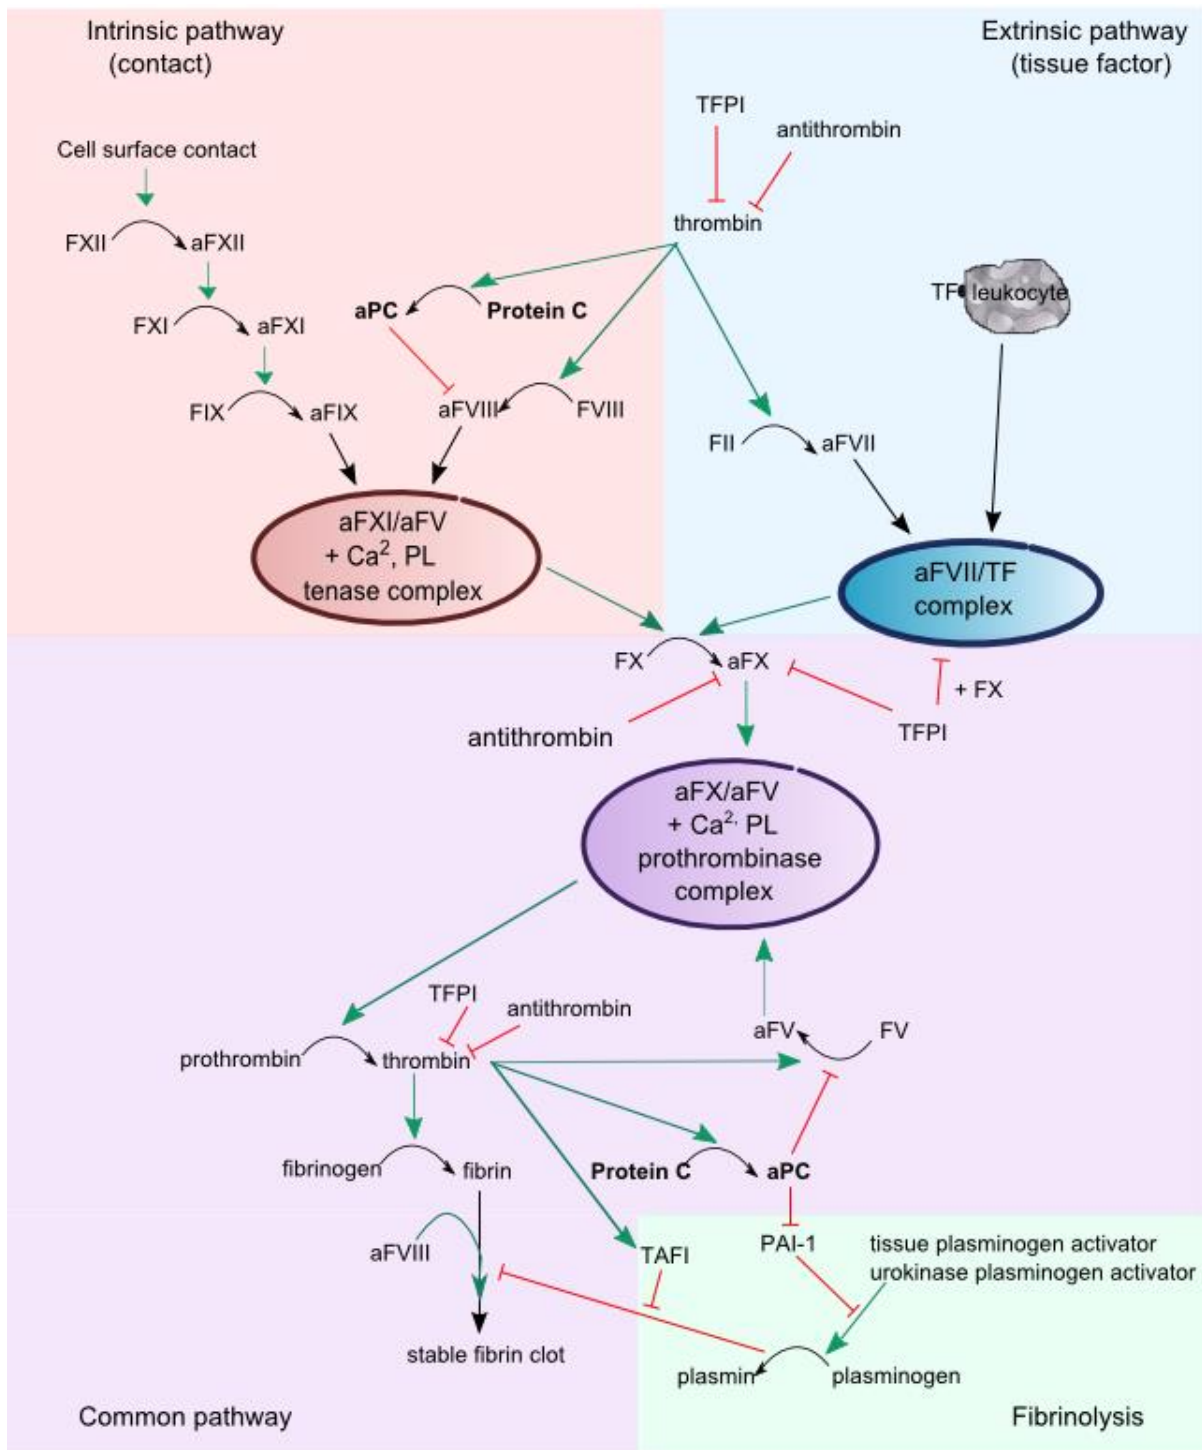 Intrinsic pathway
(contact)
Extrinsic pathway
(tissue factor)
TFPI
antithrombin
Cell surface contact
thrombin
FXII
aFXII
TF
leukocyte
aPC
Protein C
FXI
aFXI
FIX
aFIX
aFVIII
FVIII
FII
aFVII
aFXI/aFV
+ Ca2, PL
tenase complex
aFVII/TF
complex
FX
aFX
+ FX
antithrombin
TFPI
aFX/aFV
+ Ca2, PL
prothrombinase
complex
TFPI
antithrombin
aFV
FV
prothrombin
thrombin
fibrinogen
fibrin
Protein C
aPC
aFVIII
TAFI
PAI-1
tissue plasminogen activator
urokinase plasminogen activator
stable fibrin clot
plasmin
plasminogen
Common pathway
Fibrinolysis